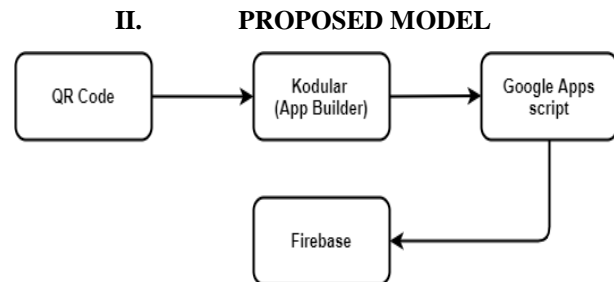 II. PROPOSED MODEL
QR Code
Kodular
(App Builder)
Google Apps
script
Firebase